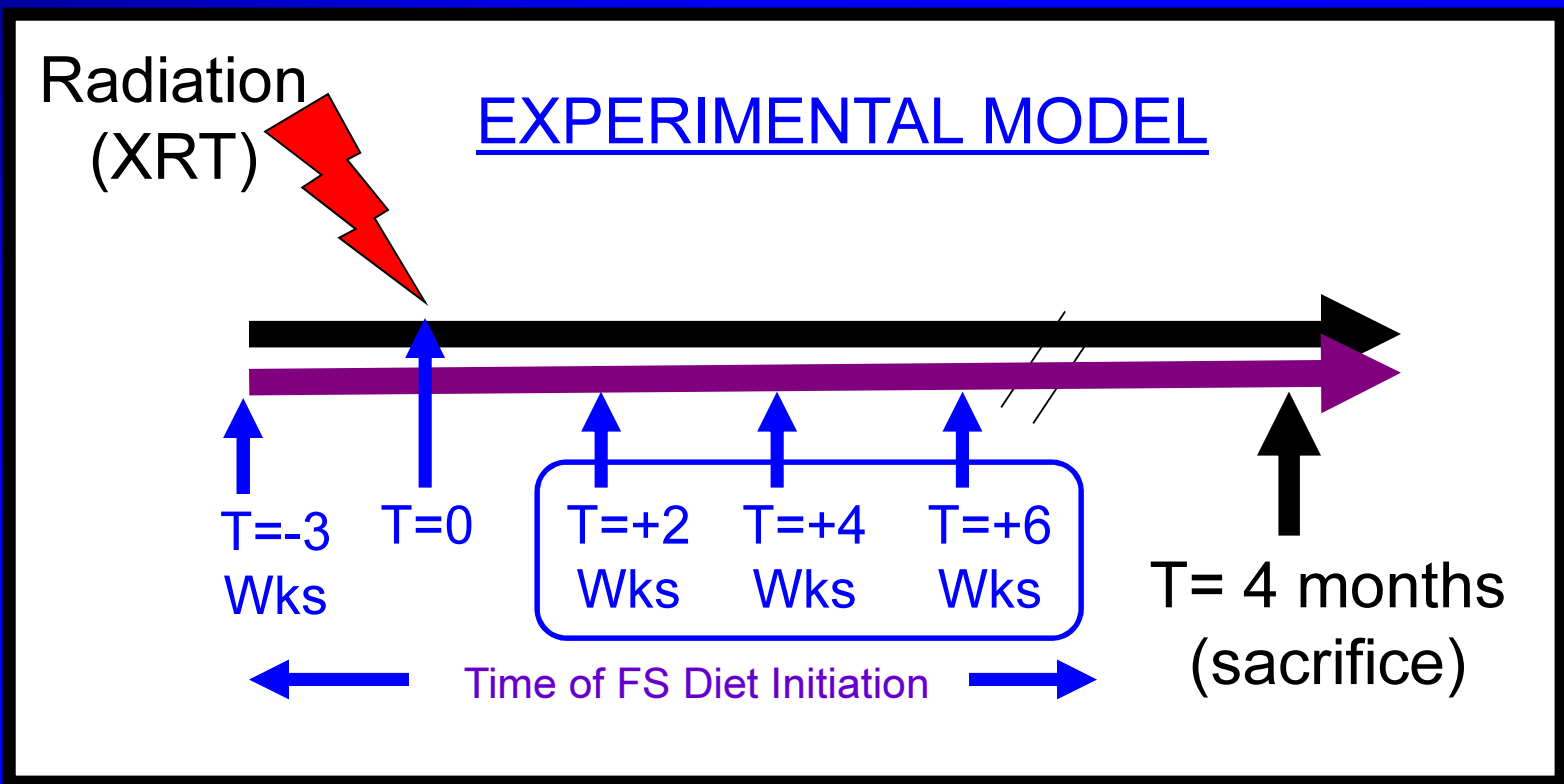 Radiation
(XRT)
EXPERIMENTAL MODEL
T=-3
Wks
T=0
T=+2
Wks
T=+4
Wks
T=+6
Wks
T= 4 months
(sacrifice)
Time of FS Diet Initiation